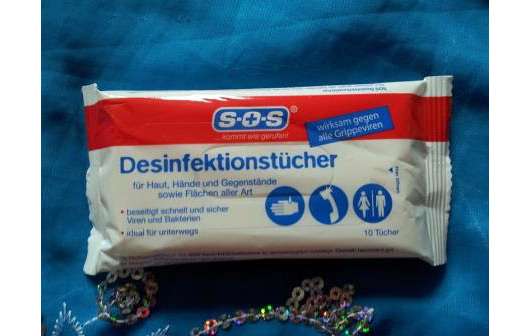 S-O-S®
kommt wie gerufen!
wirksam gegen
alle Grippeviren
Desinfektionstücher
für Haut, Hände und Gegenstände
sowie Flächen aller Art
• beseitigt schnell und sicher
Viren und Bakterien
• ideal für unterwegs
10 Tücher